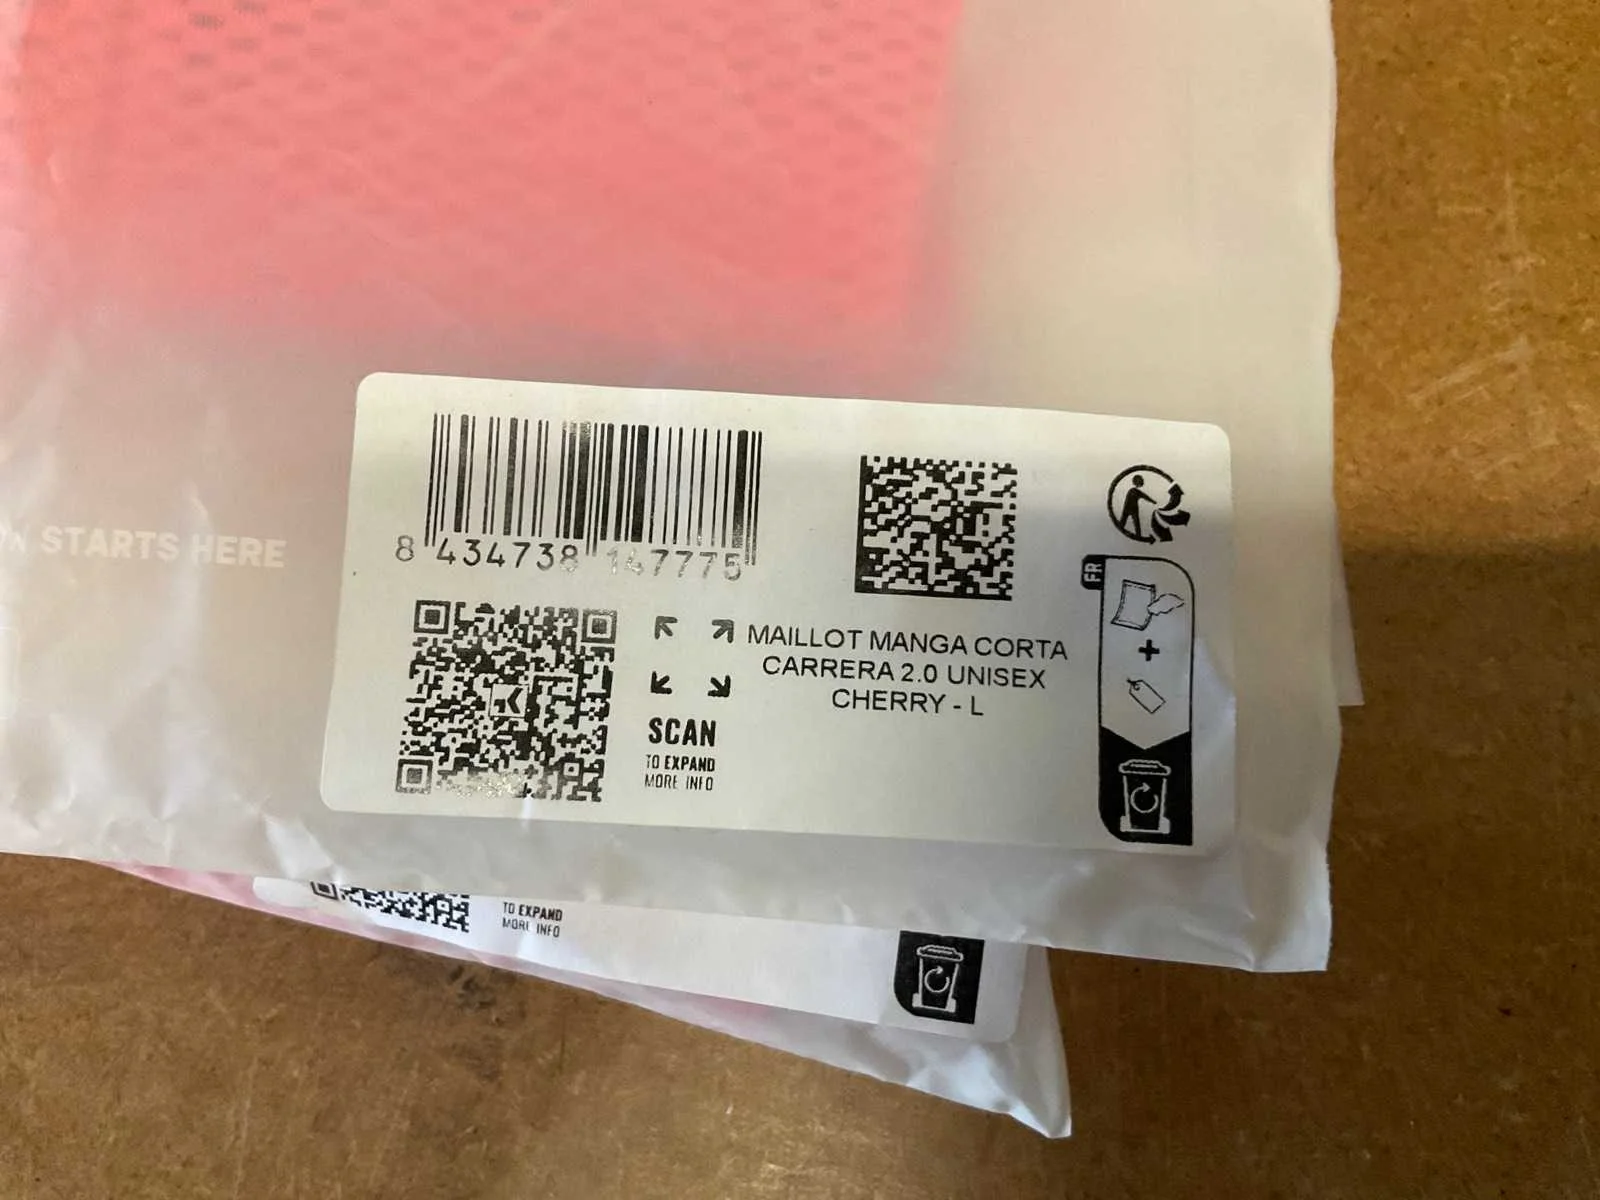 STARTS HERE
8 434738 147775
MAILLOT MANGA CORTA
CARRERA 2.0 UNISEX
CHERRY - L
SCAN
TO EXPAND
MORE INFO
FR
TO EXPAND
MORE INFO